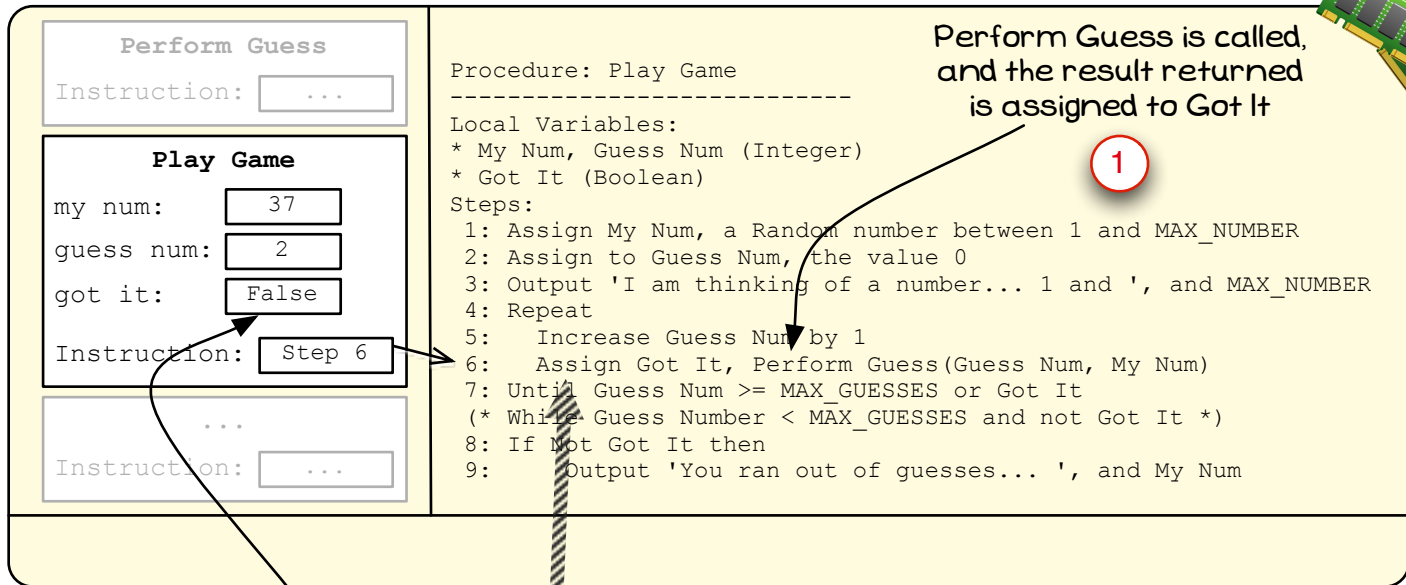 Perform Guess
Instruction: ...
Play Game
my num: 37
guess num: 2
got it: False
Instruction: Step 6
...
Instruction: ...
Procedure: Play Game
----------------------------
Local Variables:
* My Num, Guess Num (Integer)
* Got It (Boolean)
Steps:
1: Assign My Num, a Random number between 1 and MAX_NUMBER
2: Assign to Guess Num, the value 0
3: Output 'I am thinking of a number... 1 and ', and MAX_NUMBER
4: Repeat
5: Increase Guess Num by 1
6: Assign Got It, Perform Guess(Guess Num, My Num)
7: Until Guess Num >= MAX_GUESSES or Got It
(* While Guess Number < MAX_GUESSES and not Got It *)
8: If Not Got It then
9: Output 'You ran out of guesses... ', and My Num
Perform Guess is called,
and the result returned
is assigned to Got It
1